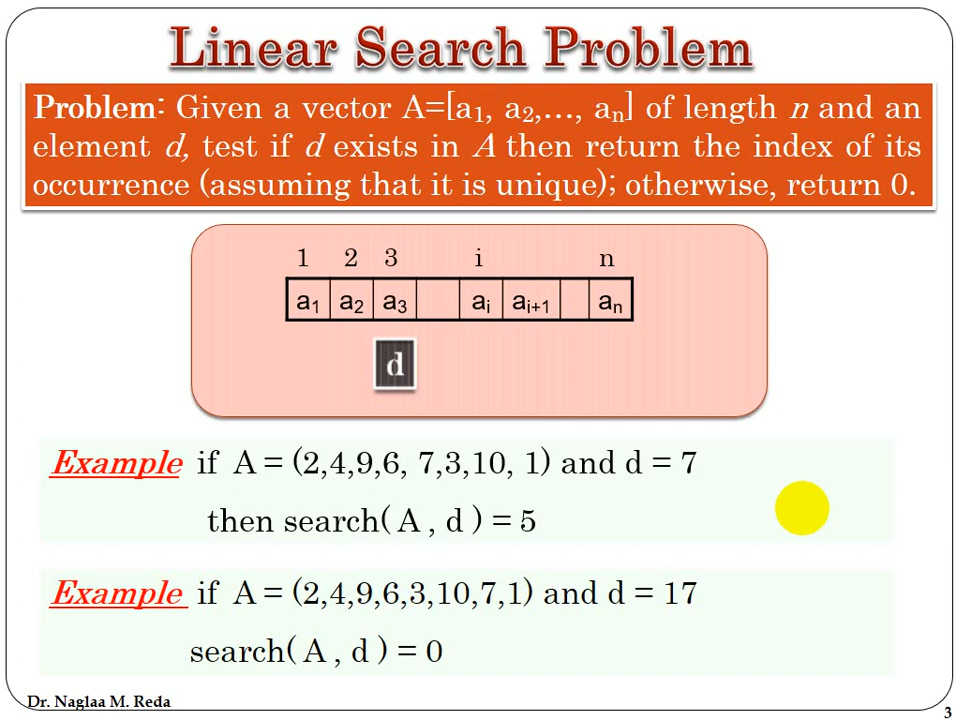 Linear Search Problem
Problem: Given a vector A=[a₁, a₂,…, aₙ] of length n and an
element d, test if d exists in A then return the index of its
occurrence (assuming that it is unique); otherwise, return 0.
1 2 3 i n
a₁ a₂ a₃ aᵢ aᵢ₊₁ aₙ
d
Example if A = (2,4,9,6, 7,3,10, 1) and d = 7
then search( A , d ) = 5
Example if A = (2,4,9,6,3,10,7,1) and d = 17
search( A , d ) = 0
Dr. Naglaa M. Reda
3